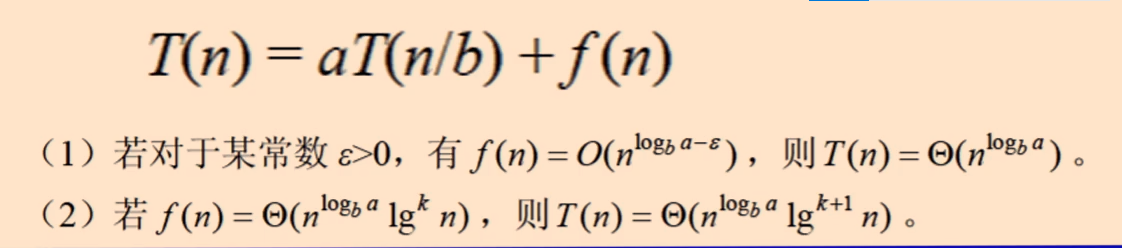 T(n) = aT(n/b) + f(n)
（1）若对于某常数 ε>0，有 f(n) = O(n^{log_b a−ε})，则 T(n) = Θ(n^{log_b a})。
（2）若 f(n) = Θ(n^{log_b a} lg^k n)，则 T(n) = Θ(n^{log_b a} lg^{k+1} n)。